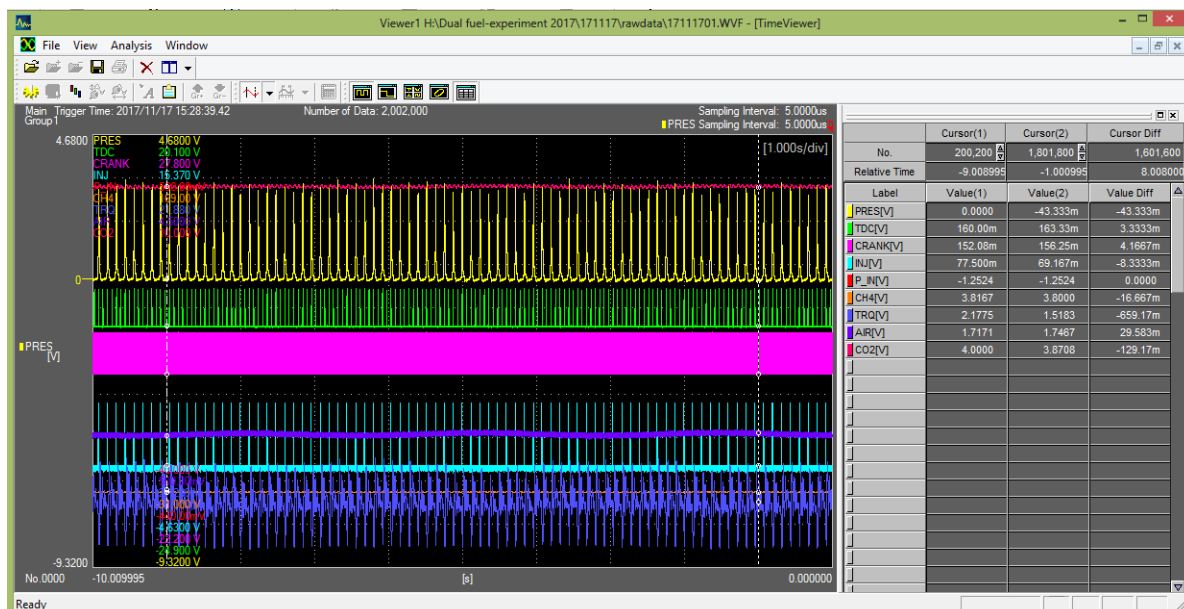 Viewer1 H:\Dual fuel-experiment 2017\171117\rawdata\17111701.WVF - [TimeViewer]
File View Analysis Window
Main Trigger Time: 2017/11/17 15:28:39.42 Number of Data: 2,002,000 Sampling Interval: 5.0000us
Group1 PRES Sampling Interval: 5.0000us
4.6800 PRES 4.6800 V [1.000s/div]
TDC 20.100 V
CRANK 27.800 V
INJ 15.370 V
CH4
TRQ
CO2
0
PRES
[V]
-4.6300 V
-22.200 V
-24.900 V
-9.3200 -9.3200 V
No.0000 -10.009995 [s] 0.000000
Cursor(1) Cursor(2) Cursor Diff
No. 200,200 1,801,800 1,601,600
Relative Time -9.008995 -1.000995 8.008000
Label Value(1) Value(2) Value Diff
PRES[V] 0.0000 -43.333m -43.333m
TDC[V] 160.00m 163.33m 3.3333m
CRANK[V] 152.08m 156.25m 4.1667m
INJ[V] 77.500m 69.167m -8.3333m
P_IN[V] -1.2524 -1.2524 0.0000
CH4[V] 3.8167 3.8000 -16.667m
TRQ[V] 2.1775 1.5183 -659.17m
AIR[V] 1.7171 1.7467 29.583m
CO2[V] 4.0000 3.8708 -129.17m
Ready